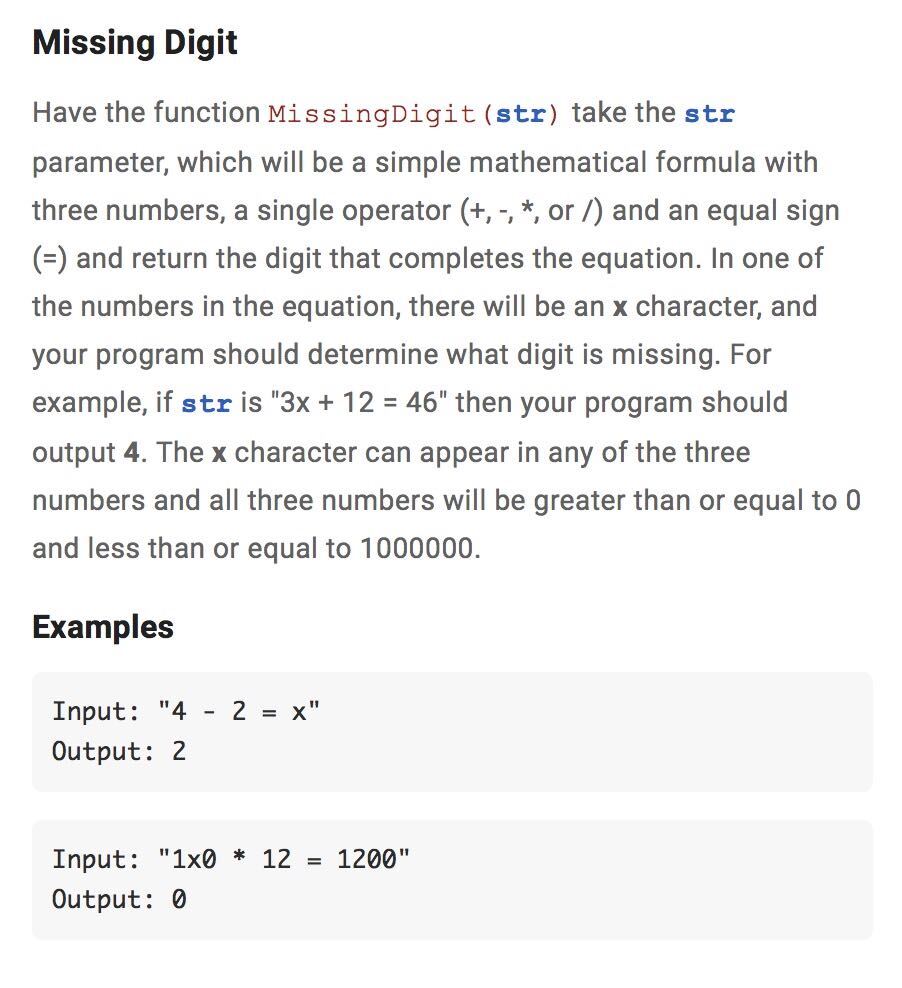 Missing Digit
Have the function MissingDigit(str) take the str
parameter, which will be a simple mathematical formula with
three numbers, a single operator (+, -, *, or /) and an equal sign
(=) and return the digit that completes the equation. In one of
the numbers in the equation, there will be an x character, and
your program should determine what digit is missing. For
example, if str is "3x + 12 = 46" then your program should
output 4. The x character can appear in any of the three
numbers and all three numbers will be greater than or equal to 0
and less than or equal to 1000000.
Examples
Input: "4 - 2 = x"
Output: 2
Input: "1x0 * 12 = 1200"
Output: 0